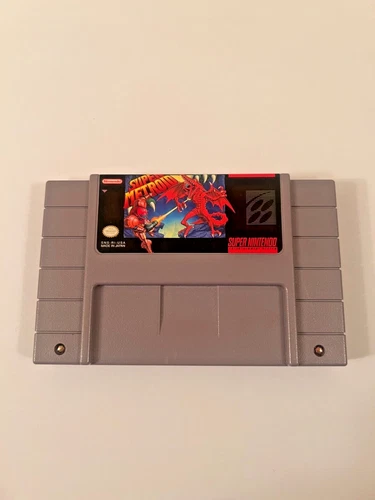 Nintendo
SUPER
METROID
SNS-RI-USA
MADE IN JAPAN
SUPER NINTENDO